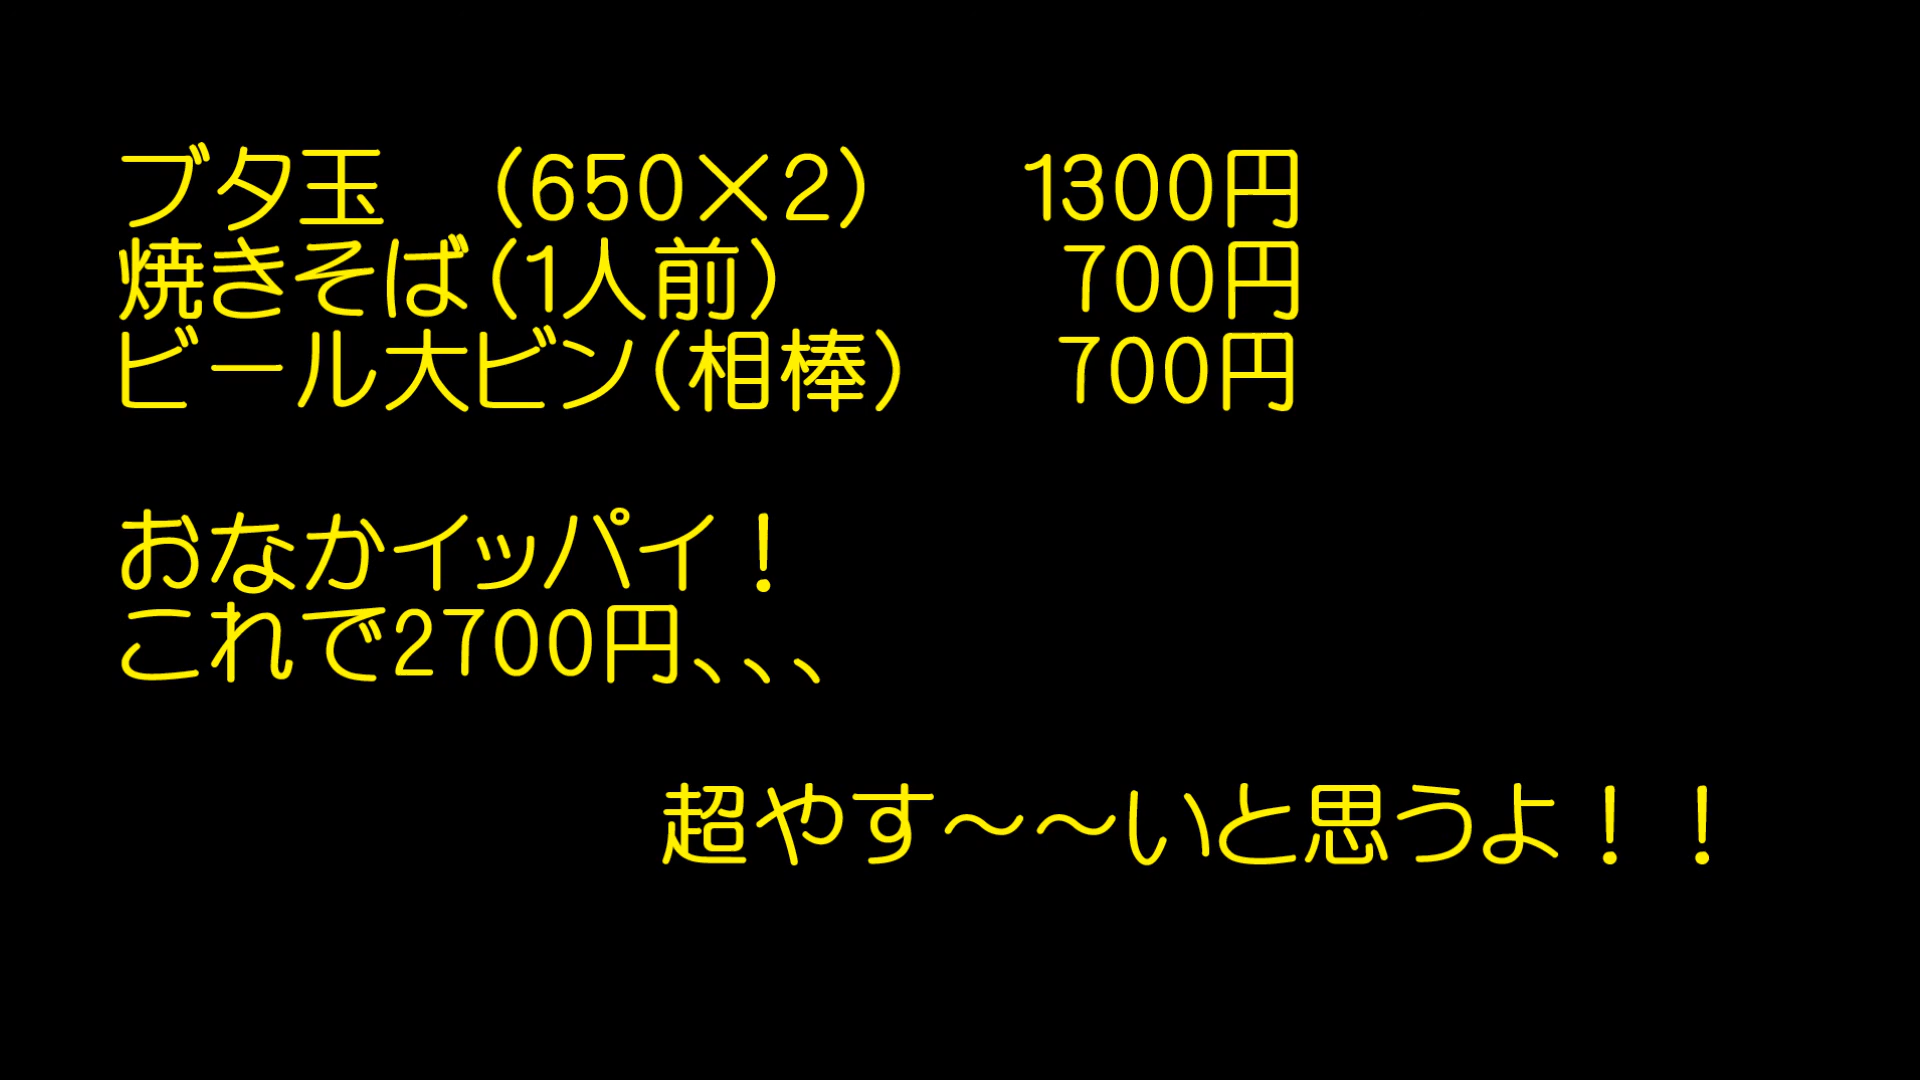 ブタ玉　（650×2）　　1300円
焼きそば（1人前）　　　　700円
ビール大ビン（相棒）　　700円
おなかイッパイ！
これで2700円、、、
超やす～～いと思うよ！！